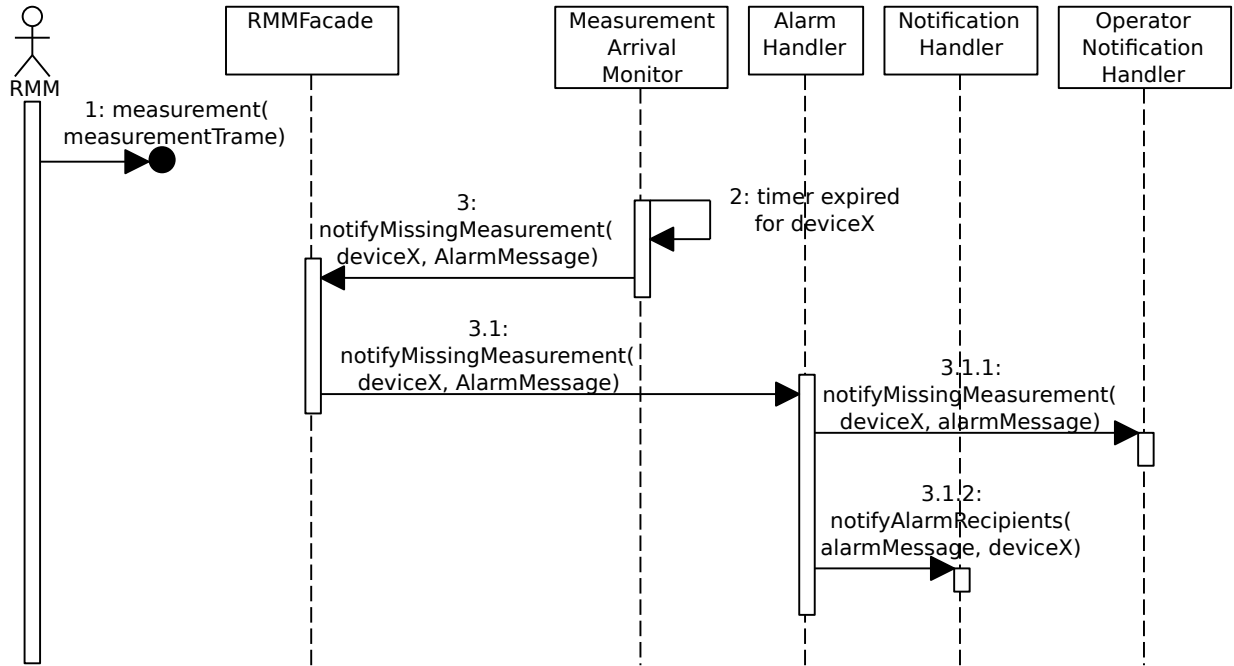 RMM
RMMFacade
Measurement
Arrival
Monitor
Alarm
Handler
Notification
Handler
Operator
Notification
Handler
1: measurement(
measurementTrame)
2: timer expired
for deviceX
3:
notifyMissingMeasurement(
deviceX, AlarmMessage)
3.1:
notifyMissingMeasurement(
deviceX, AlarmMessage)
3.1.1:
notifyMissingMeasurement(
deviceX, alarmMessage)
3.1.2:
notifyAlarmRecipients(
alarmMessage, deviceX)